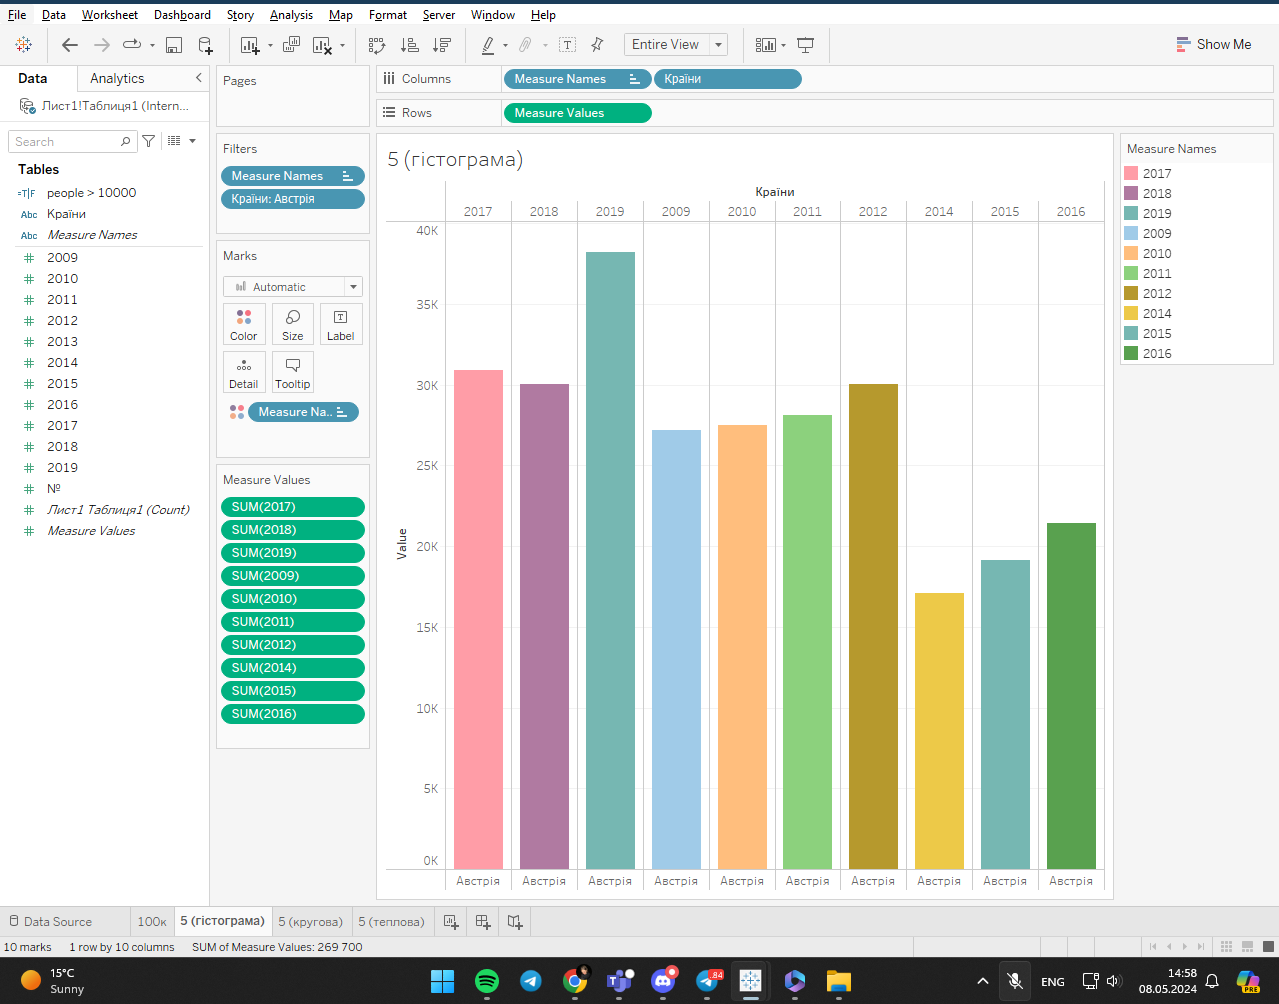 File Data Worksheet Dashboard Story Analysis Map Format Server Window Help
Entire View
Show Me
Data Analytics
Лист1!Таблиця1 (Intern...
Search
Tables
=T|F people > 10000
Abc Країни
Abc Measure Names
# 2009
# 2010
# 2011
# 2012
# 2013
# 2014
# 2015
# 2016
# 2017
# 2018
# 2019
# №
# Лист1 Таблиця1 (Count)
# Measure Values
Pages
Filters
Measure Names
Країни: Австрія
Marks
Automatic
Color Size Label
Detail Tooltip
Measure Na..
Measure Values
SUM(2017)
SUM(2018)
SUM(2019)
SUM(2009)
SUM(2010)
SUM(2011)
SUM(2012)
SUM(2014)
SUM(2015)
SUM(2016)
Columns Measure Names Країни
Rows Measure Values
5 (гістограма)
Країни
2017 2018 2019 2009 2010 2011 2012 2014 2015 2016
40K
35K
30K
25K
20K
15K
10K
5K
0K
Value
Австрія Австрія Австрія Австрія Австрія Австрія Австрія Австрія Австрія Австрія
Measure Names
2017
2018
2019
2009
2010
2011
2012
2014
2015
2016
Data Source 100к 5 (гістограма) 5 (кругова) 5 (теплова)
10 marks 1 row by 10 columns SUM of Measure Values: 269 700
15°C
Sunny
84
ENG
14:58
08.05.2024
PRE